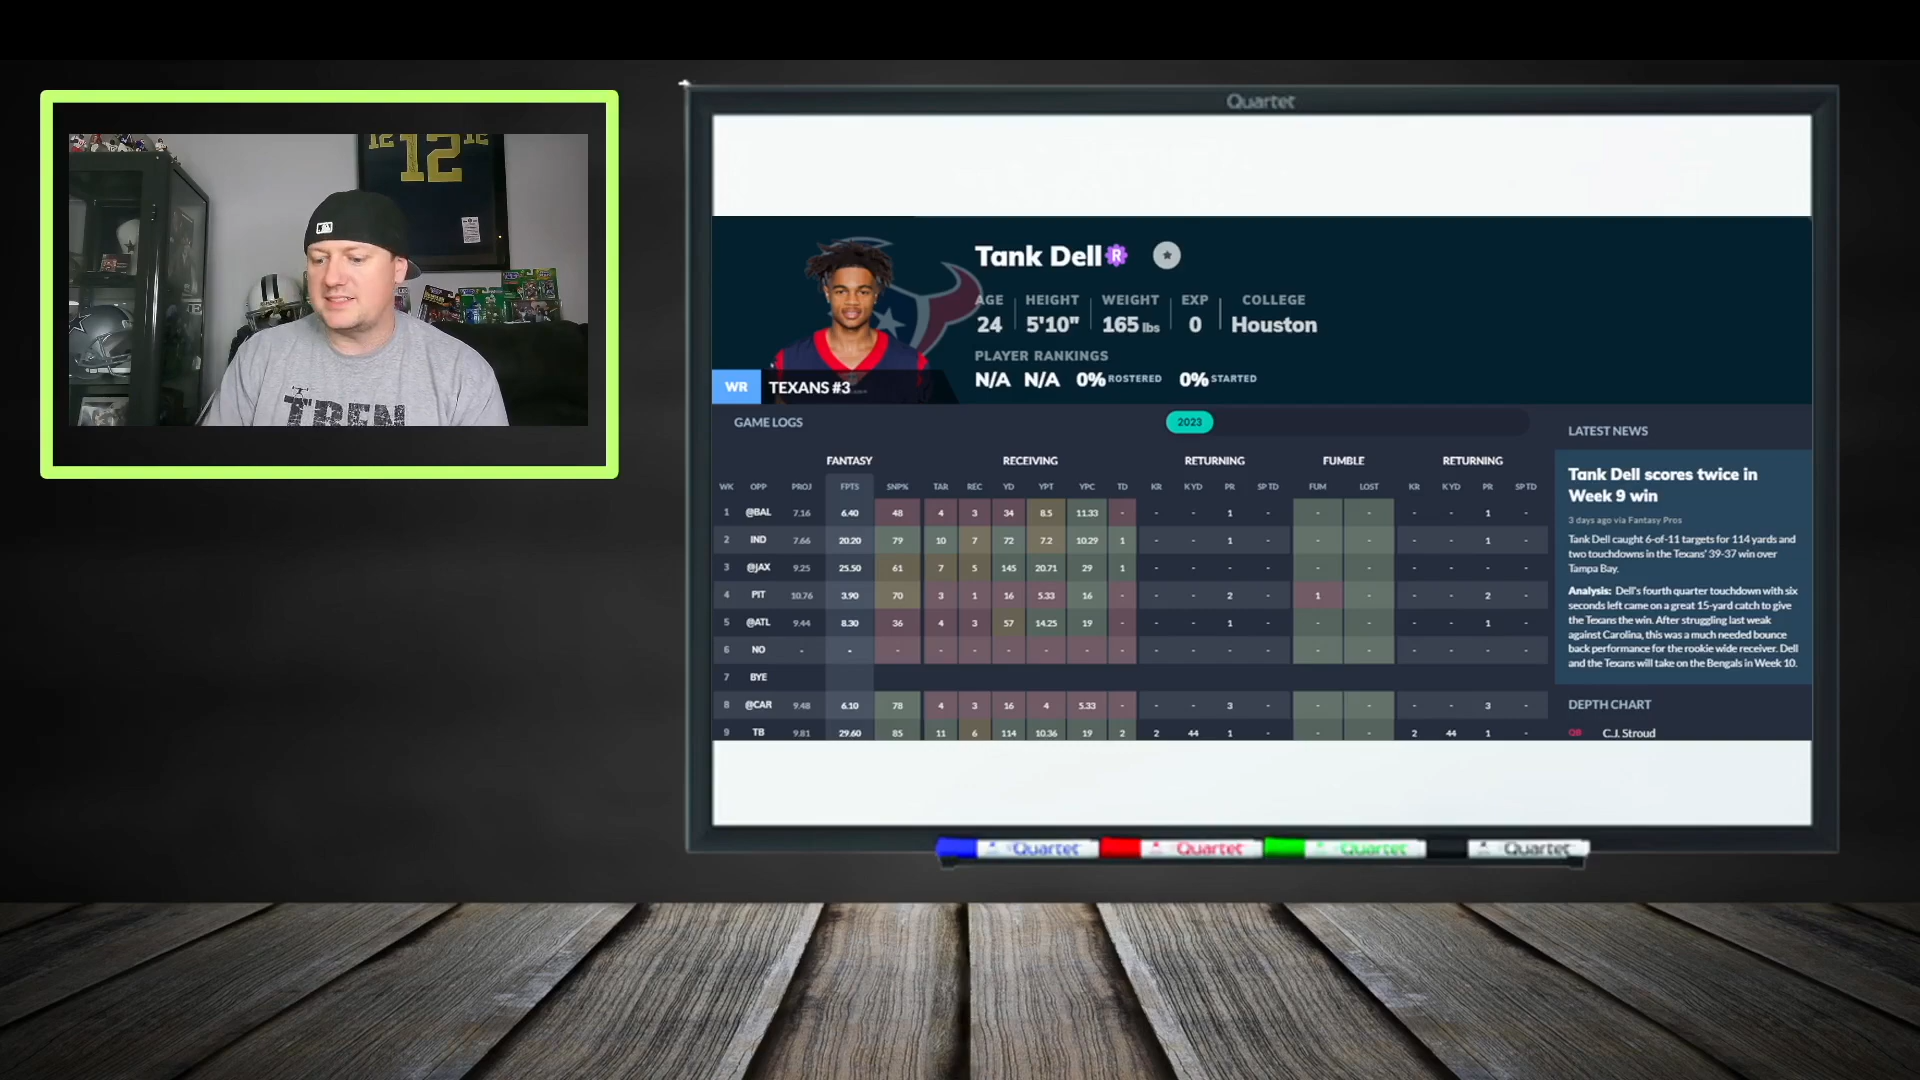 Quartet
12 12 12
Tank Dell R
AGE HEIGHT WEIGHT EXP COLLEGE
24 5'10" 165 lbs 0 Houston
PLAYER RANKINGS
N/A N/A 0% ROSTERED 0% STARTED
WR TEXANS #3
GAME LOGS 2023
FANTASY RECEIVING RETURNING FUMBLE RETURNING
WK OPP PROJ FPTS SNP% TAR REC YD YPT YPC TD KR KYD PR SP TD FUM LOST KR KYD PR SP TD
1 @BAL 7.16 6.40 48 4 3 34 8.5 11.33 - - - 1 - - - - - 1 -
2 IND 7.66 20.20 79 10 7 72 7.2 10.29 1 - - 1 - - - - - 1 -
3 @JAX 9.25 25.50 61 7 5 145 20.71 29 1 - - - - - - - - - -
4 PIT 10.76 3.90 70 3 1 16 5.33 16 - - - 2 - 1 - - - 2 -
5 @ATL 9.44 8.30 36 4 3 57 14.25 19 - - - 1 - - - - - 1 -
6 NO - - - - - - - - - - - - - - - - - - -
7 BYE
8 @CAR 9.48 6.10 78 4 3 16 4 5.33 - - - 3 - - - - - 3 -
9 TB 9.81 29.60 85 11 6 114 10.36 19 2 2 44 1 - - - 2 44 1 -
LATEST NEWS
Tank Dell scores twice in
Week 9 win
3 days ago via Fantasy Pros
Tank Dell caught 6-of-11 targets for 114 yards and
two touchdowns in the Texans' 39-37 win over
Tampa Bay.
Analysis: Dell's fourth quarter touchdown with six
seconds left came on a great 15-yard catch to give
the Texans the win. After struggling last weak
against Carolina, this was a much needed bounce
back performance for the rookie wide receiver. Dell
and the Texans will take on the Bengals in Week 10.
DEPTH CHART
QB C.J. Stroud
Quartet Quartet Quartet Quartet